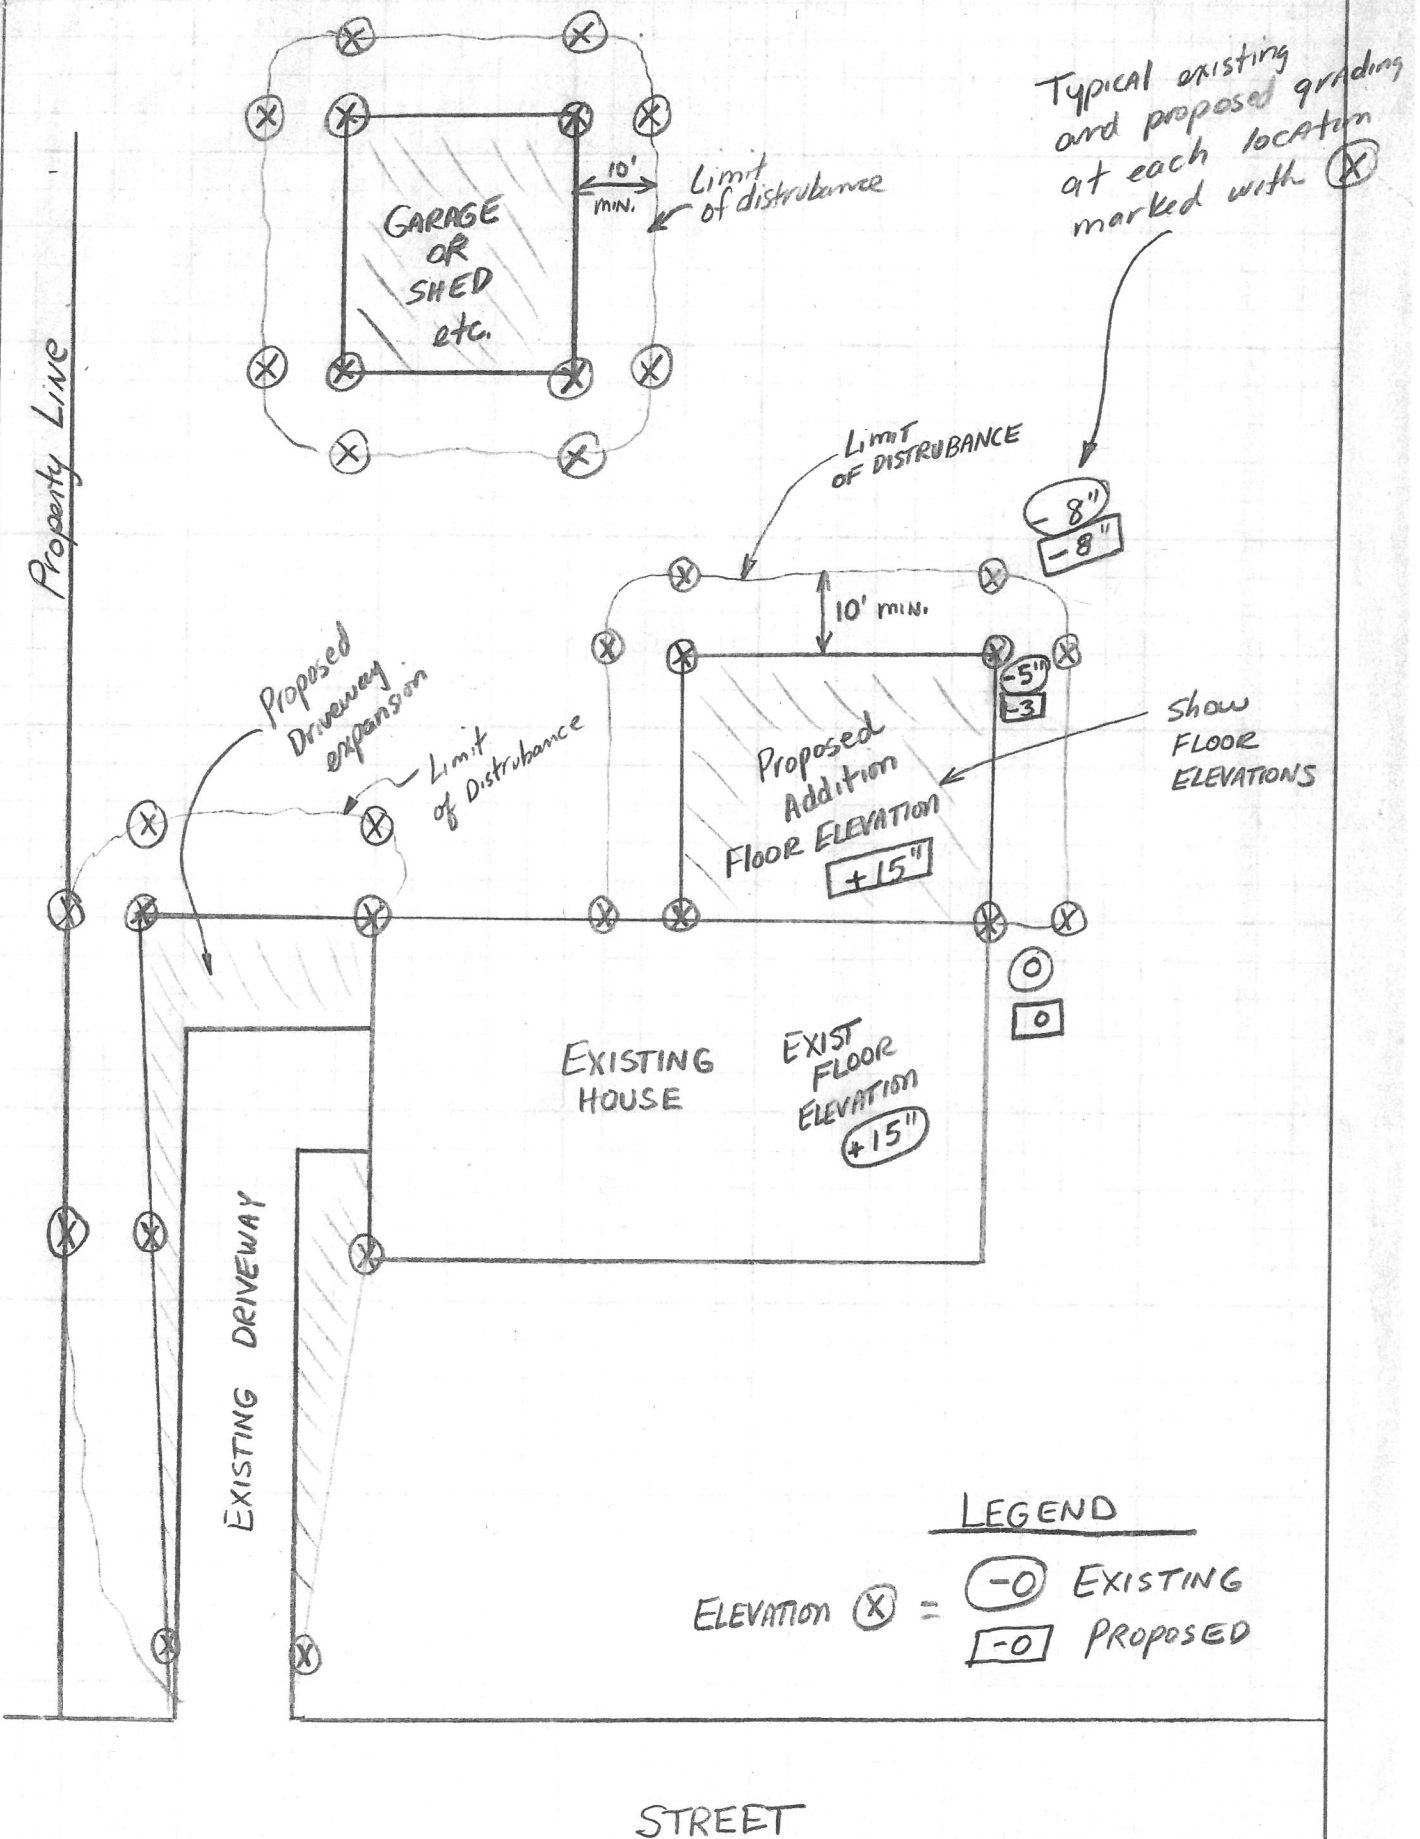 Typical existing
and proposed grading
at each location
marked with
10'
MIN.
Limit
of distrubance
GARAGE
OR
SHED
etc.
Property Line
Limit
OF DISTRUBANCE
- 8"
- 8"
10' MIN.
-5"
-3
Proposed
Driveway
expansion
Limit
of Distrubance
Show
FLOOR
ELEVATIONS
Proposed
Addition
Floor ELEVATION
+15"
0
0
EXISTING
HOUSE
EXIST
FLOOR
ELEVATION
+15"
EXISTING DRIVEWAY
LEGEND
ELEVATION X =
-0 EXISTING
-0 PROPOSED
STREET